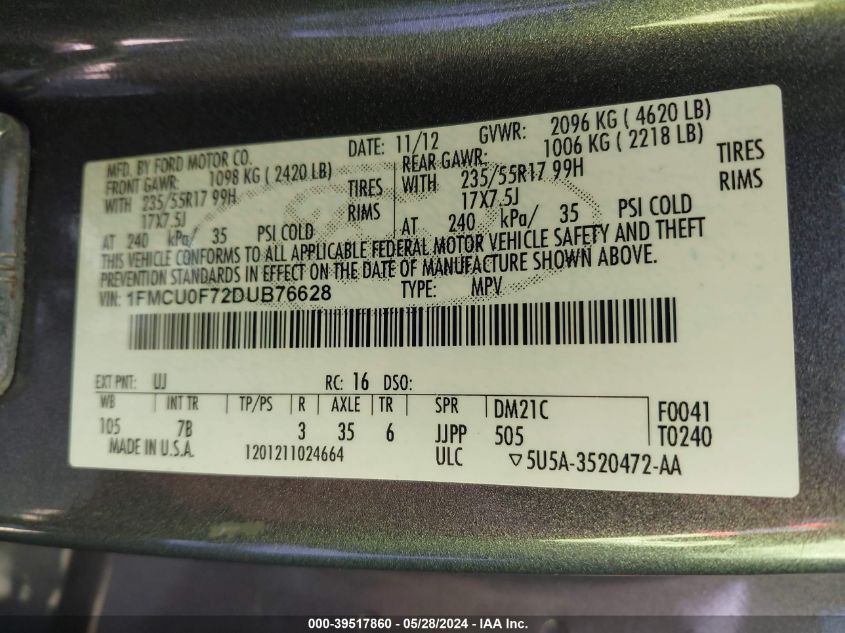 MFD. BY FORD MOTOR CO. DATE: 11/12 GVWR: 2096 KG ( 4620 LB)
FRONT GAWR: 1098 KG ( 2420 LB) REAR GAWR: 1006 KG ( 2218 LB)
WITH 235/55R17 99H TIRES WITH 235/55R17 99H TIRES
17X7.5J RIMS 17X7.5J RIMS
AT 240 kPa/ 35 PSI COLD AT 240 kPa/ 35 PSI COLD
THIS VEHICLE CONFORMS TO ALL APPLICABLE FEDERAL MOTOR VEHICLE SAFETY AND THEFT
PREVENTION STANDARDS IN EFFECT ON THE DATE OF MANUFACTURE SHOWN ABOVE.
VIN: 1FMCU0F72DUB76628 TYPE: MPV
EXT PNT: UJ RC: 16 DSO:
WB INT TR TP/PS R AXLE TR SPR DM21C F0041
105 7B 3 35 6 JJPP 505 T0240
MADE IN U.S.A. 1201211024664 ULC ▽5U5A-3520472-AA
000-39517860 - 05/28/2024 - IAA Inc.